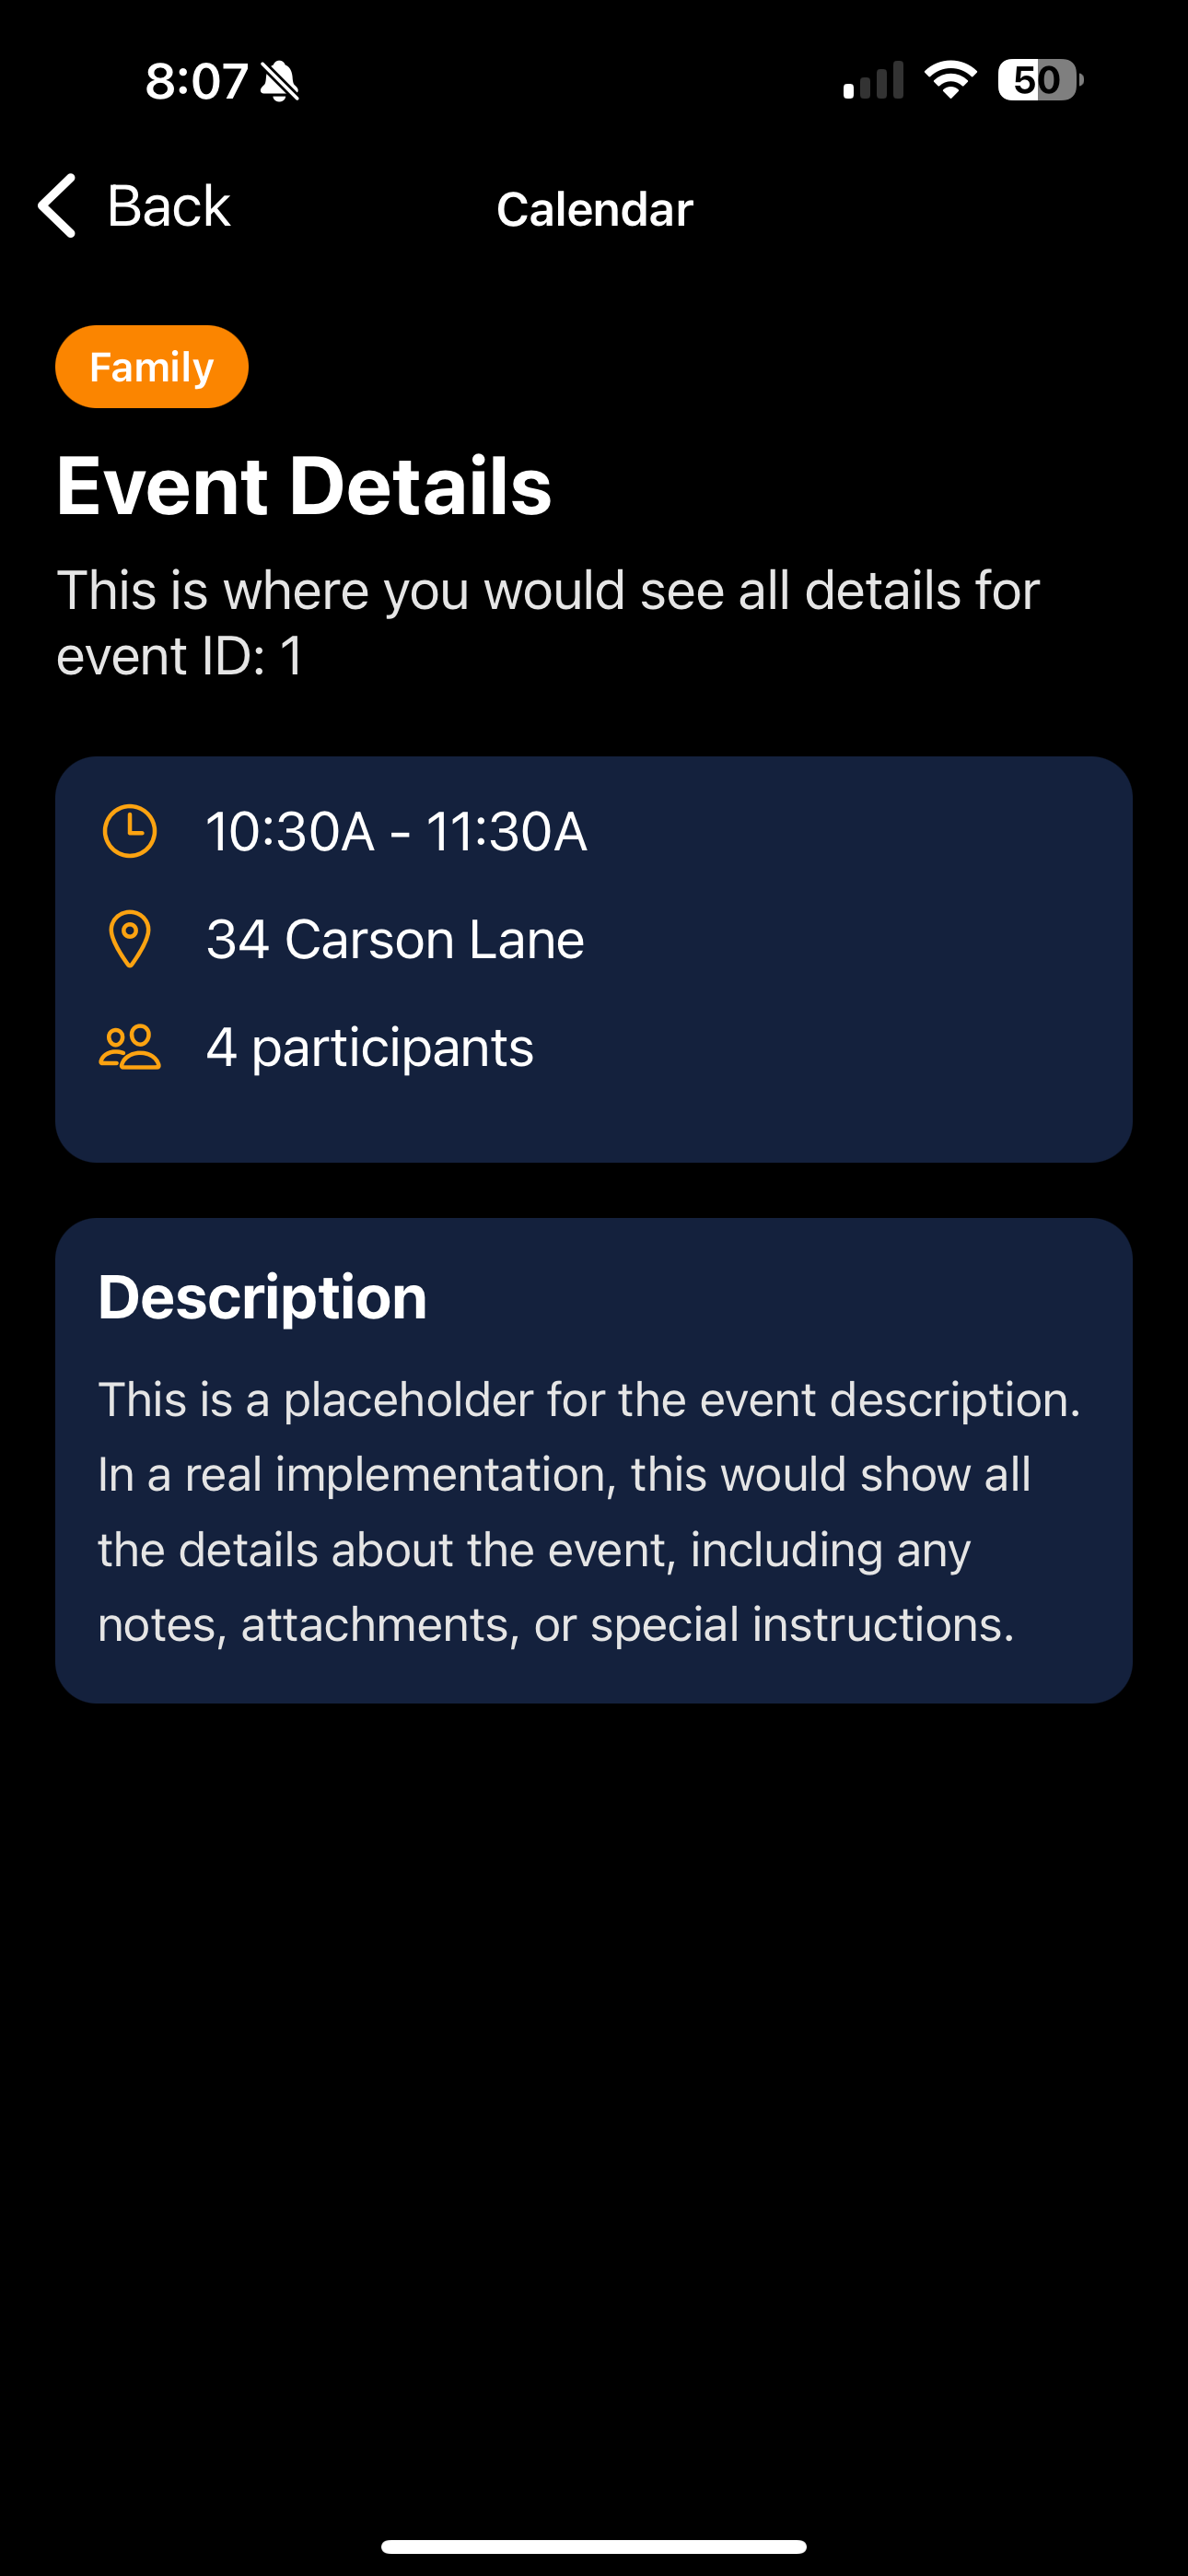 8:07
50
Back
Calendar
Family
Event Details
This is where you would see all details for
event ID: 1
10:30A - 11:30A
34 Carson Lane
4 participants
Description
This is a placeholder for the event description.
In a real implementation, this would show all
the details about the event, including any
notes, attachments, or special instructions.